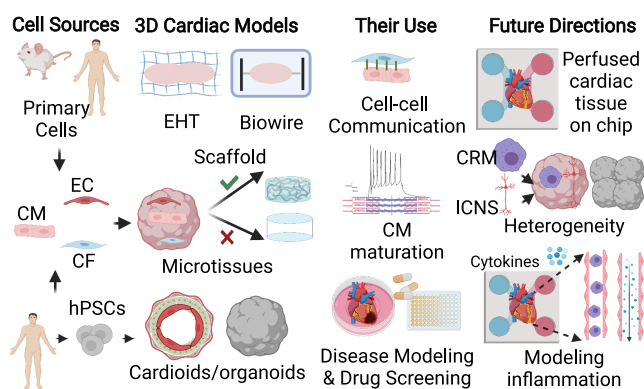 Cell Sources
3D Cardiac Models
Their Use
Future Directions
Primary
Cells
EC
CM
CF
hPSCs
EHT
Biowire
Scaffold
Microtissues
Cardioids/organoids
Cell-cell
Communication
CM
maturation
Disease Modeling
& Drug Screening
Perfused
cardiac
tissue
on chip
CRM
ICNS
Heterogeneity
Cytokines
Modeling
inflammation